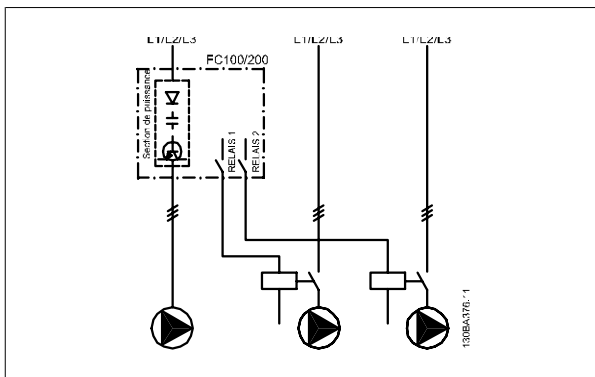 L1/L2/L3
L1/L2/L3
L1/L2/L3
FC100/200
Section de puissance
RELAIS 1
RELAIS 2
130BA376.11